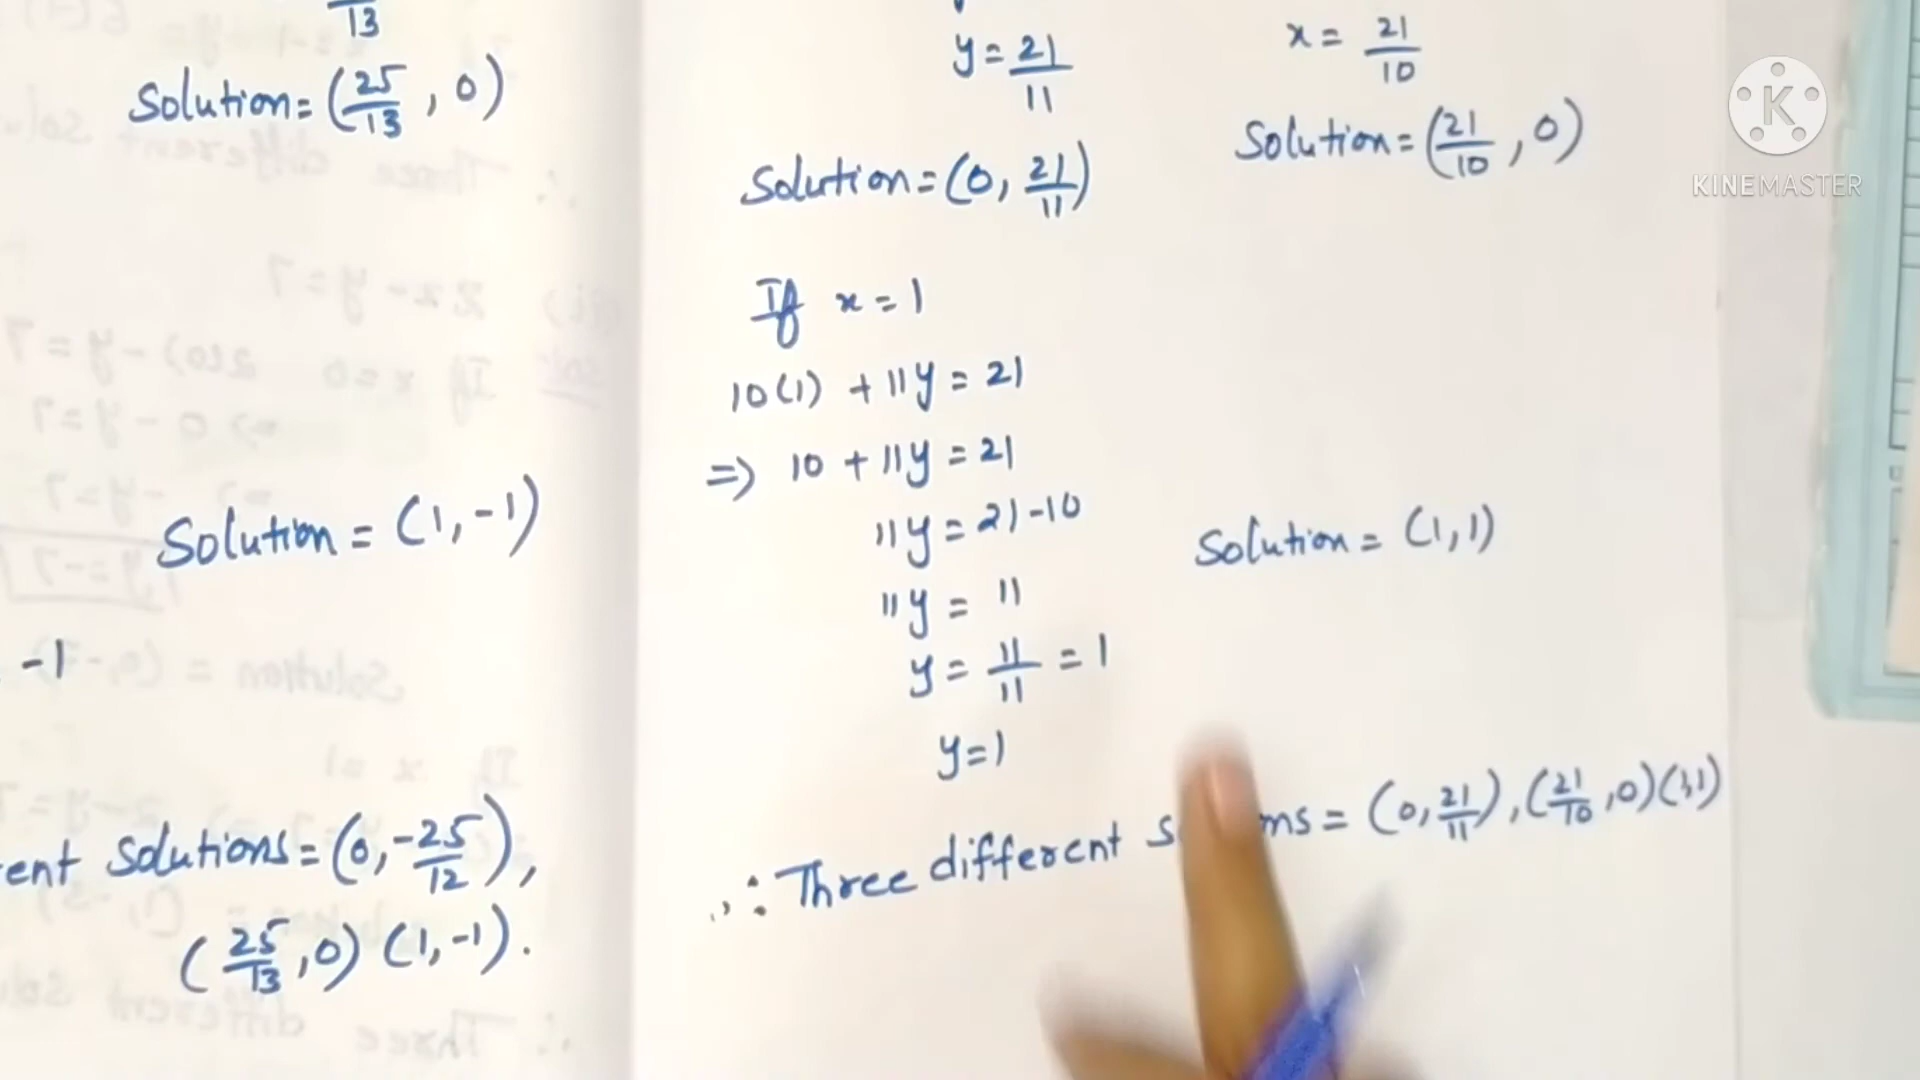 13
Solution = (25/13, 0)
Solution = (1, -1)
-1
ent solutions = (0, -25/12),
(25/13, 0) (1, -1).
y = 21/11
Solution = (0, 21/11)
x = 21/10
Solution = (21/10, 0)
If x = 1
10(1) + 11y = 21
=> 10 + 11y = 21
11y = 21-10
11y = 11
y = 11/11 = 1
y=1
Solution = (1, 1)
∴ Three different = (0, 21/11), (21/10, 0) (1,1)
K
KINEMASTER